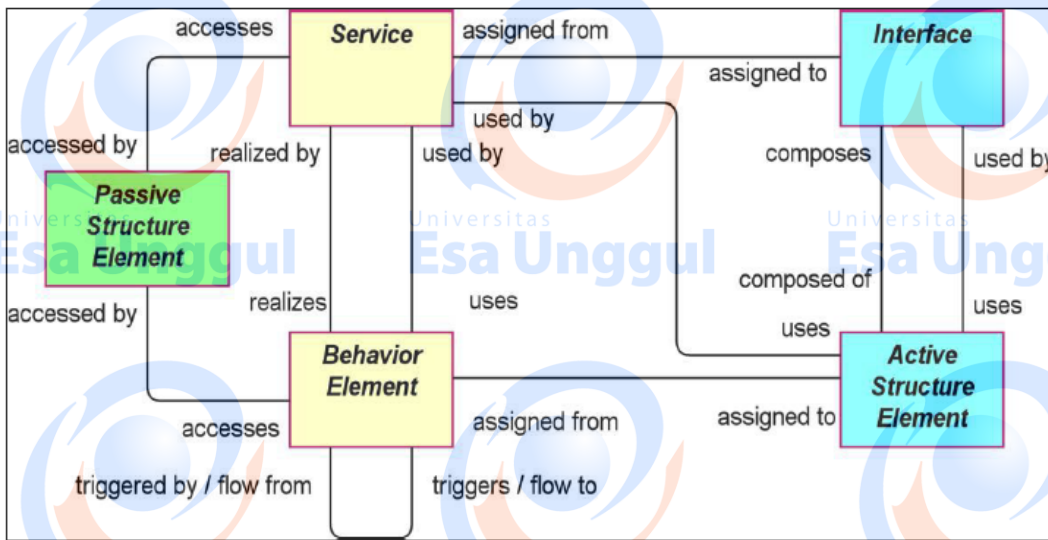 accesses
Service
assigned from
Interface
assigned to
used by
accessed by
realized by
used by
composes
used by
Passive
Structure
Element
Universitas
Esa Unggul
Universitas
Esa Unggul
Universitas
Esa Ungg
composed of
accessed by
realizes
uses
uses
uses
Behavior
Element
Active
Structure
Element
accesses
assigned from
assigned to
triggered by / flow from
triggers / flow to